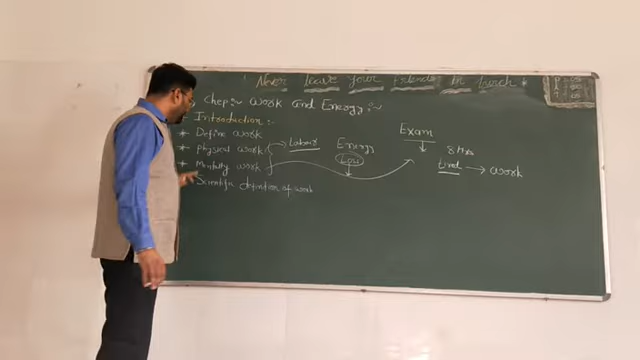 Never leave your friends in lurch
Chep:~ Work and Energy:~
Introduction:-
* Define work
* Physical work → Labour
Energy
Low
* Mentally work
Scientific definition of work
Exam
8 Hrs
tired → work